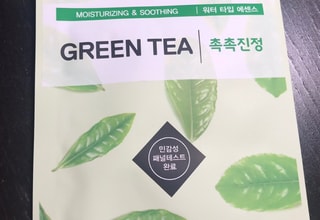 MOISTURIZING & SOOTHING | 워터 타입 에센스
GREEN TEA | 촉촉진정
민감성
패널테스트
완료